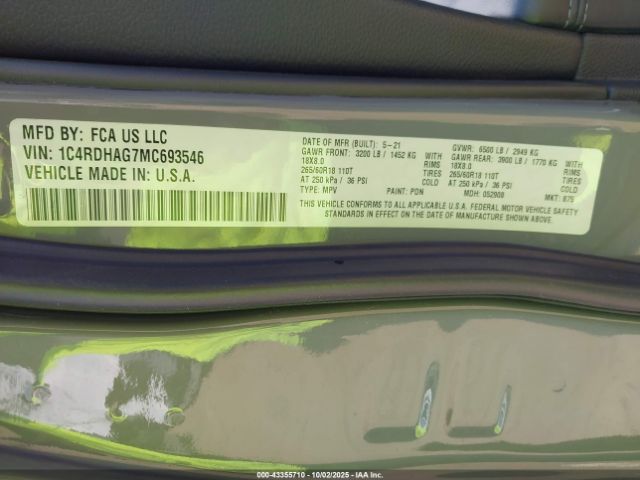 MFD BY: FCA US LLC
VIN: 1C4RDHAG7MC693546
VEHICLE MADE IN: U.S.A.
DATE OF MFR (BUILT): 5-21 GVWR: 6500 LB / 2949 KG
GAWR FRONT: 3200 LB / 1452 KG WITH GAWR REAR: 3900 LB / 1770 KG WITH
18X8.0 RIMS 18X8.0 RIMS
265/60R18 110T TIRES 265/60R18 110T TIRES
AT 250 kPa / 36 PSI COLD AT 250 kPa / 36 PSI COLD
TYPE: MPV PAINT: PDN MDH: 052908 MKT: 875
THIS VEHICLE CONFORMS TO ALL APPLICABLE U.S.A. FEDERAL MOTOR VEHICLE SAFETY
STANDARDS IN EFFECT ON THE DATE OF MANUFACTURE SHOWN ABOVE.
00-43355710 - 10/02/2025 - IAA Inc.